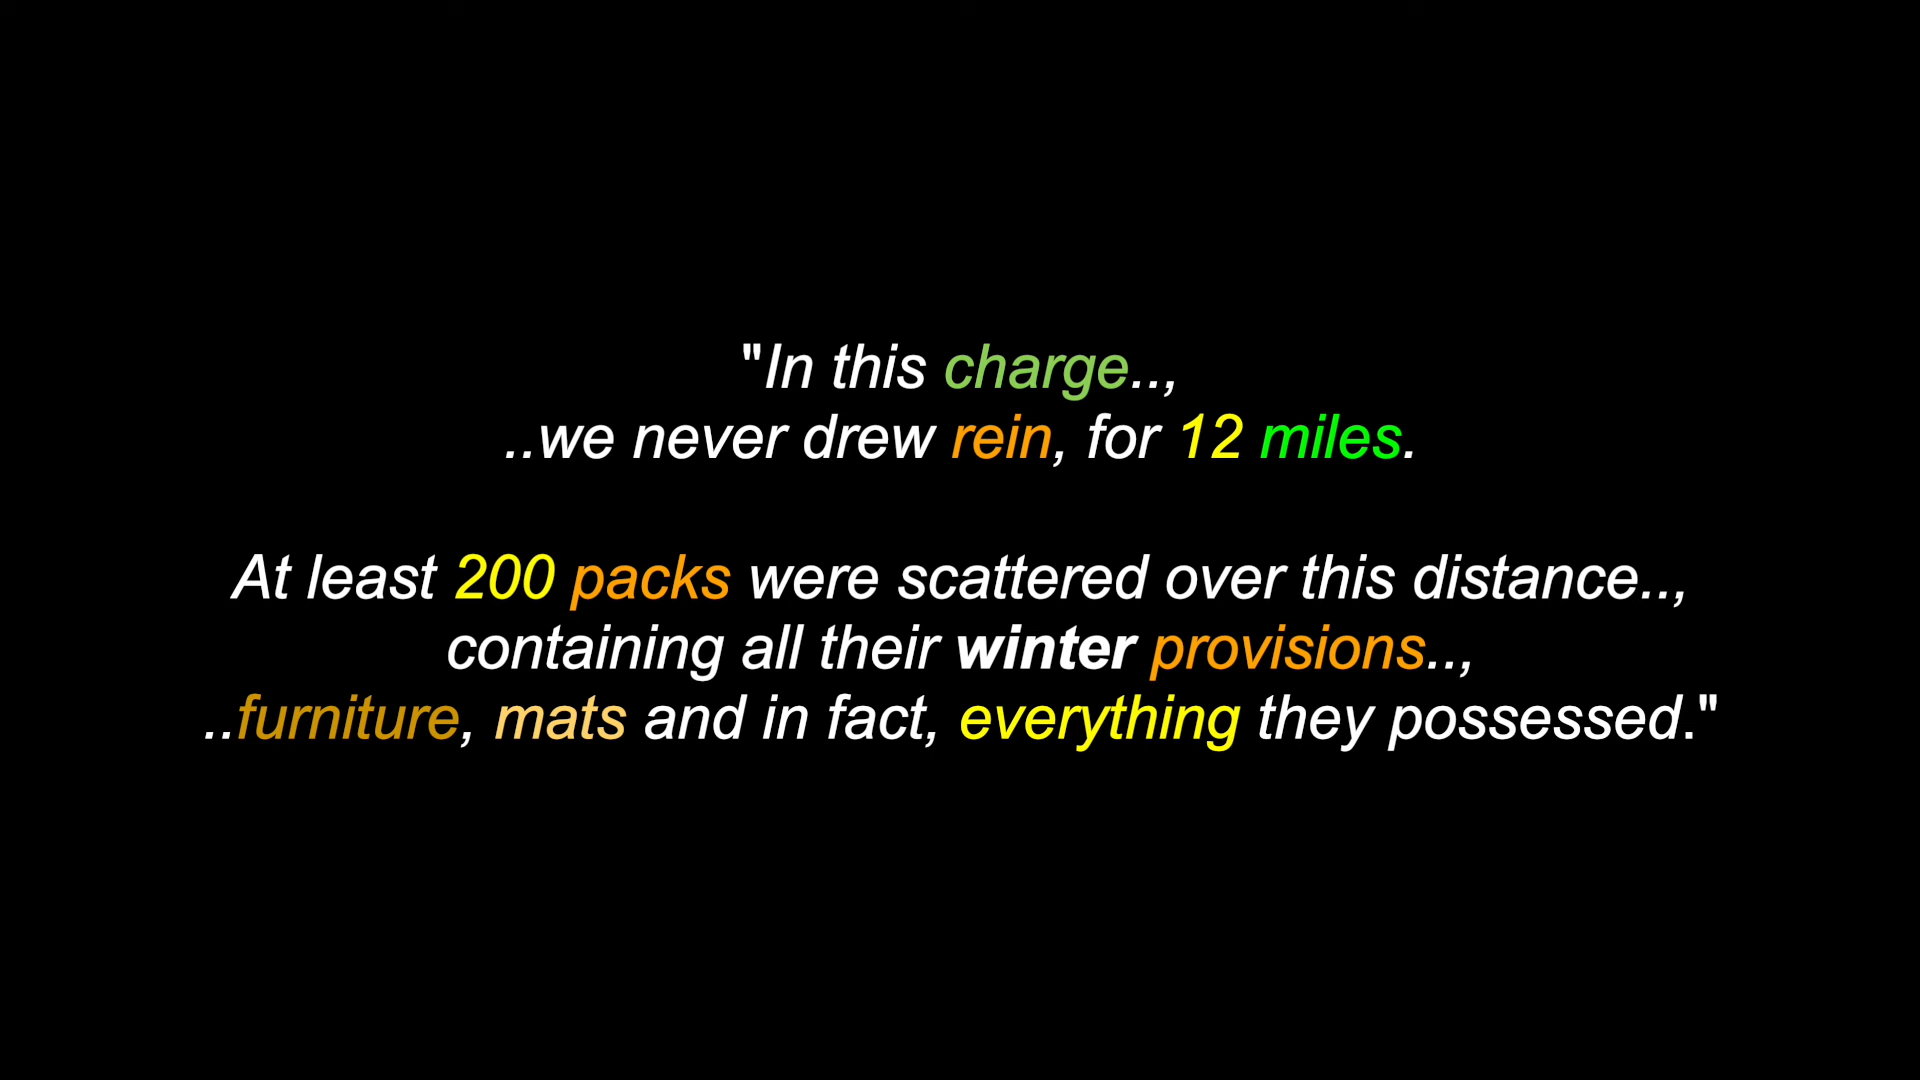 "In this charge..,
..we never drew rein, for 12 miles.
At least 200 packs were scattered over this distance..,
containing all their winter provisions..,
..furniture, mats and in fact, everything they possessed."